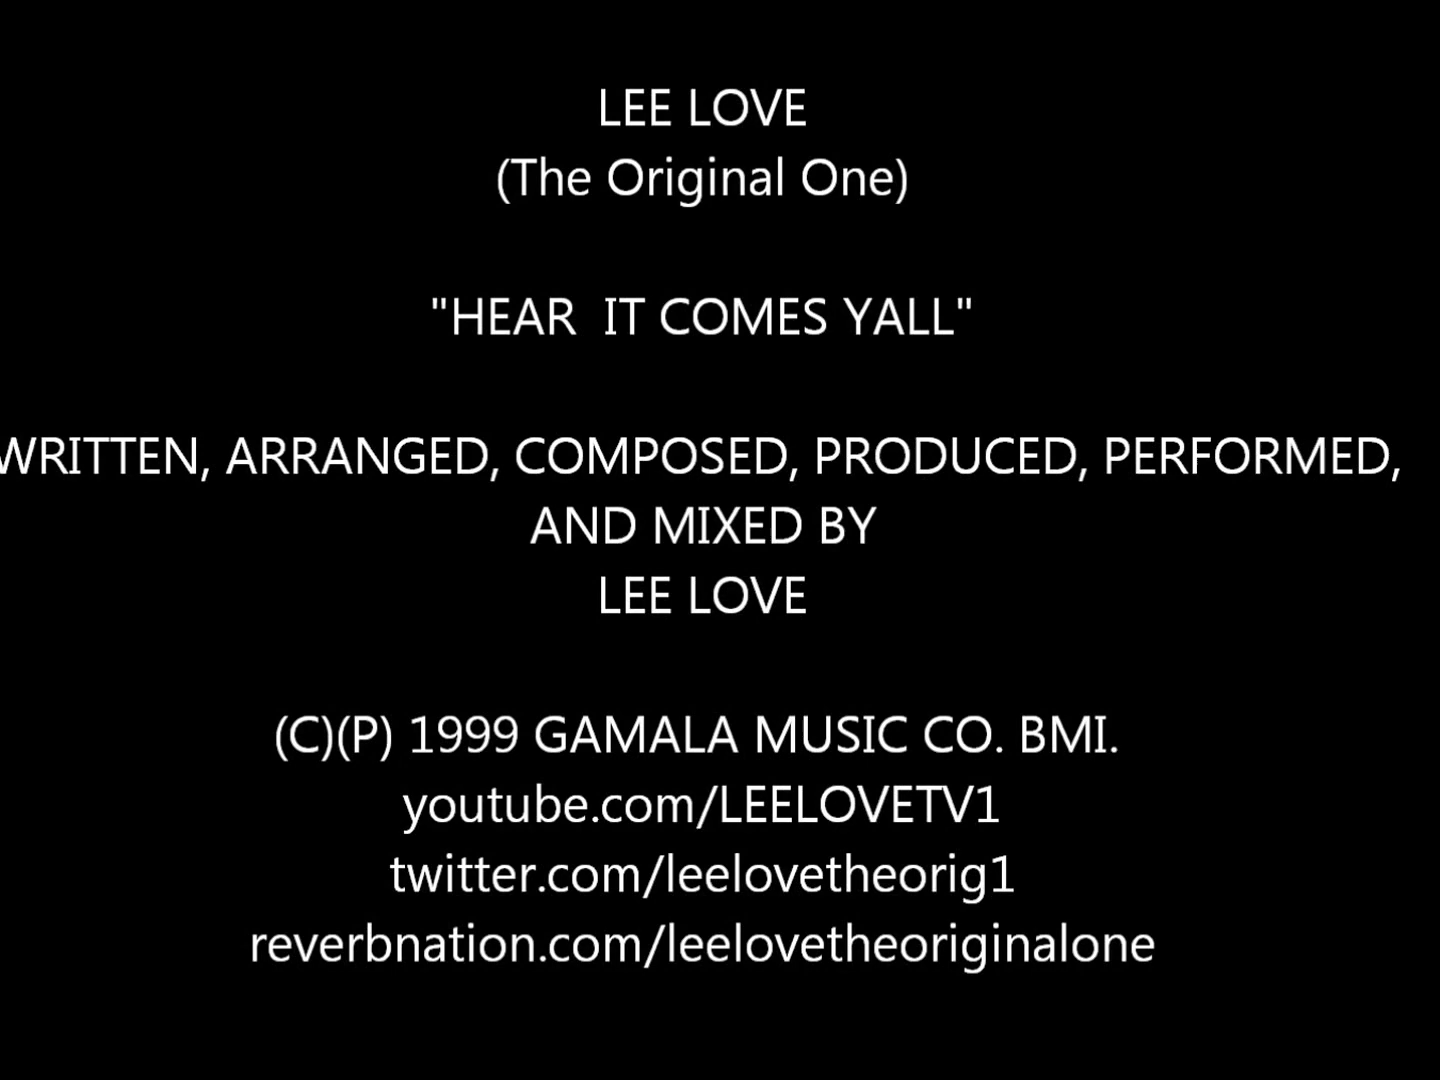 LEE LOVE
(The Original One)
"HEAR  IT COMES YALL"
WRITTEN, ARRANGED, COMPOSED, PRODUCED, PERFORMED,
AND MIXED BY
LEE LOVE
(C)(P) 1999 GAMALA MUSIC CO. BMI.
youtube.com/LEELOVETV1
twitter.com/leelovetheorig1
reverbnation.com/leelovetheoriginalone